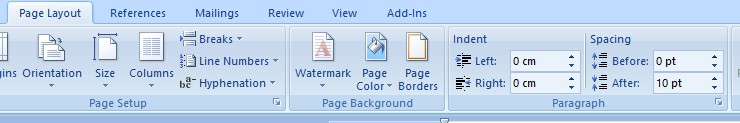 Page Layout References Mailings Review View Add-Ins
Breaks Indent Spacing
Line Numbers Left: 0 cm Before: 0 pt
Orientation Size Columns Watermark Page Color Page Borders
Hyphenation Right: 0 cm After: 10 pt
Page Setup Page Background Paragraph